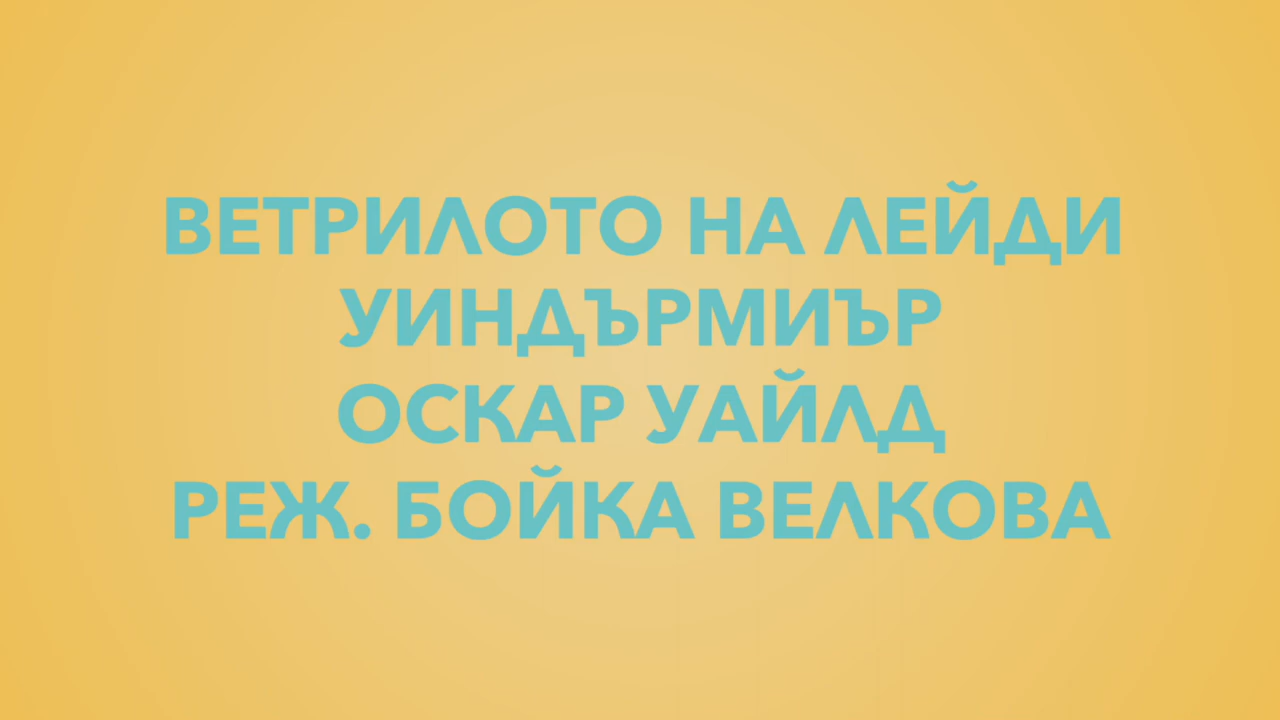 ВЕТРИЛОТО НА ЛЕЙДИ
УИНДЪРМИЪР
ОСКАР УАЙЛД
РЕЖ. БОЙКА ВЕЛКОВА